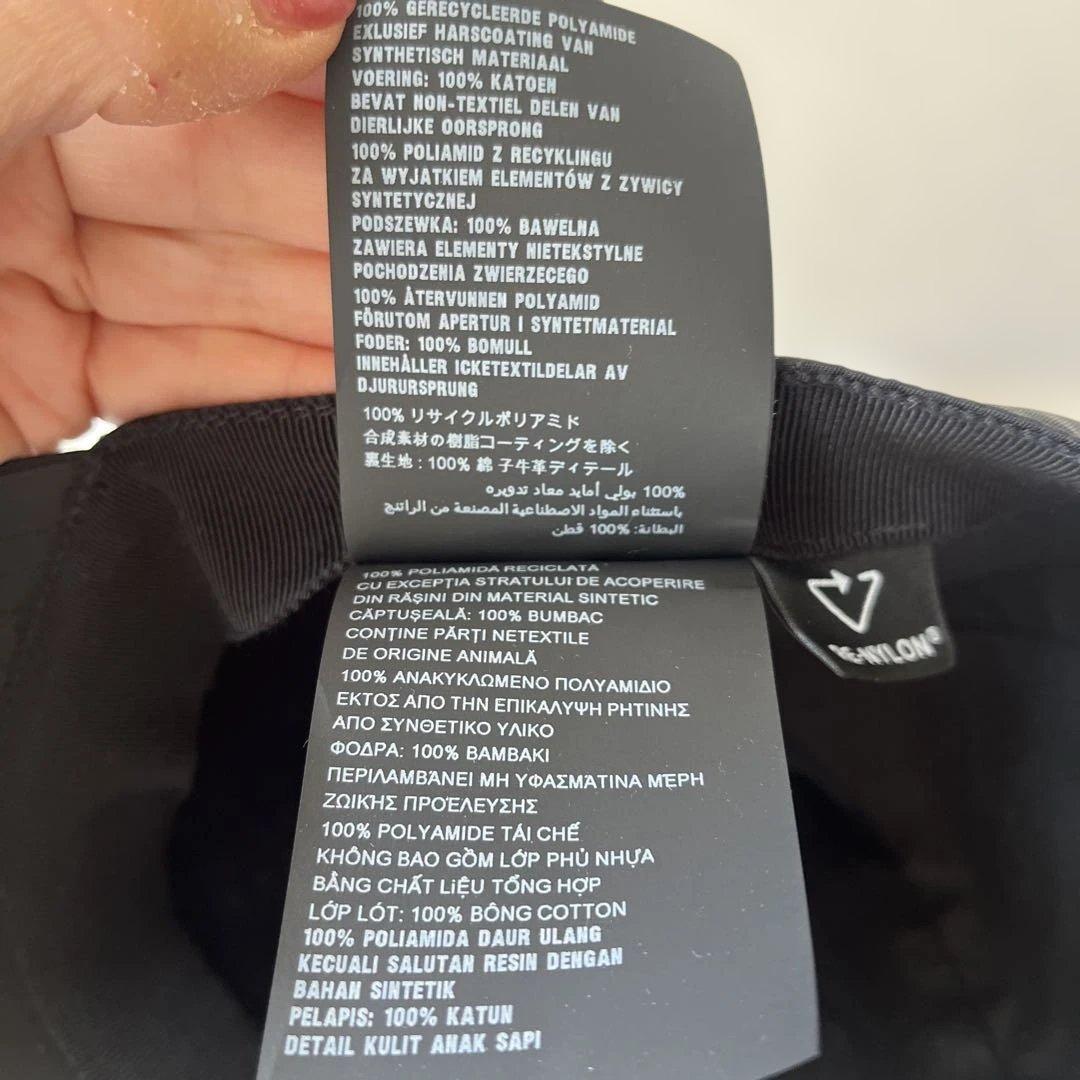 100% GERECYCLEERDE POLYAMIDE
EXLUSIEF HARSCOATING VAN
SYNTHETISCH MATERIAAL
VOERING: 100% KATOEN
BEVAT NON-TEXTIEL DELEN VAN
DIERLIJKE OORSPRONG
100% POLIAMID Z RECYKLINGU
ZA WYJATKIEM ELEMENTÓW Z ZYWICY
SYNTETYCZNEJ
PODSZEWKA: 100% BAWELNA
ZAWIERA ELEMENTY NIETEKSTYLNE
POCHODZENIA ZWIERZECEGO
100% ÅTERVUNNEN POLYAMID
FÖRUTOM APERTUR I SYNTETMATERIAL
FODER: 100% BOMULL
INNEHÅLLER ICKETEXTILDELAR AV
DJURURSPRUNG
100% リサイクルポリアミド
合成素材の樹脂コーティングを除く
裏生地 : 100% 綿 子牛革ディテール
100% بولي أمايد معاد تدويره
باستثناء المواد الاصطناعية المصنعة من الراتنج
البطانة: 100% قطن
100% POLIAMIDA RECICLATĂ
CU EXCEPȚIA STRATULUI DE ACOPERIRE
DIN RĂȘINI DIN MATERIAL SINTETIC
CĂPTUȘEALĂ: 100% BUMBAC
CONȚINE PĂRȚI NETEXTILE
DE ORIGINE ANIMALĂ
100% ΑΝΑΚΥΚΛΩΜΕΝΟ ΠΟΛΥΑΜΙΔΙΟ
ΕΚΤΟΣ ΑΠΟ ΤΗΝ ΕΠΙΚΑΛΥΨΗ ΡΗΤΙΝΗΣ
ΑΠΟ ΣΥΝΘΕΤΙΚΟ ΥΛΙΚΟ
ΦΟΔΡΑ: 100% ΒΑΜΒΑΚΙ
ΠΕΡΙΛΑΜΒΆΝΕΙ ΜΗ ΥΦΑΣΜΆΤΙΝΑ ΜΈΡΗ
ΖΩΙΚΉΣ ΠΡΟΈΛΕΥΣΗΣ
100% POLYAMIDE TÁI CHẾ
KHÔNG BAO GỒM LỚP PHỦ NHỰA
BẰNG CHẤT LIỆU TỔNG HỢP
LỚP LÓT: 100% BÔNG COTTON
100% POLIAMIDA DAUR ULANG
KECUALI SALUTAN RESIN DENGAN
BAHAN SINTETIK
PELAPIS: 100% KATUN
DETAIL KULIT ANAK SAPI
RE-NYLON®